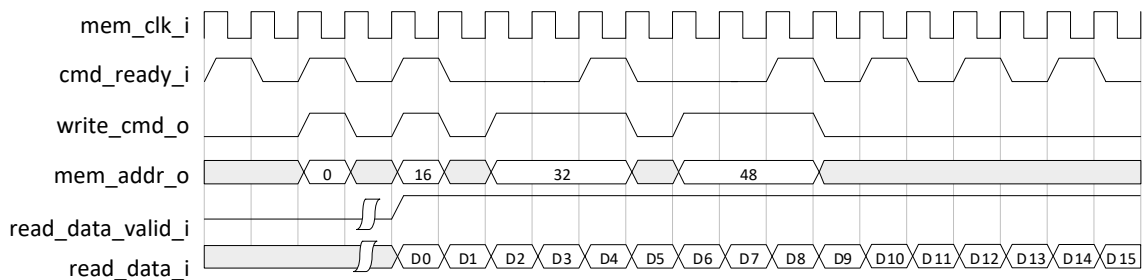 mem_clk_i
cmd_ready_i
write_cmd_o
mem_addr_o 0 16 32 48
read_data_valid_i
read_data_i D0 D1 D2 D3 D4 D5 D6 D7 D8 D9 D10 D11 D12 D13 D14 D15